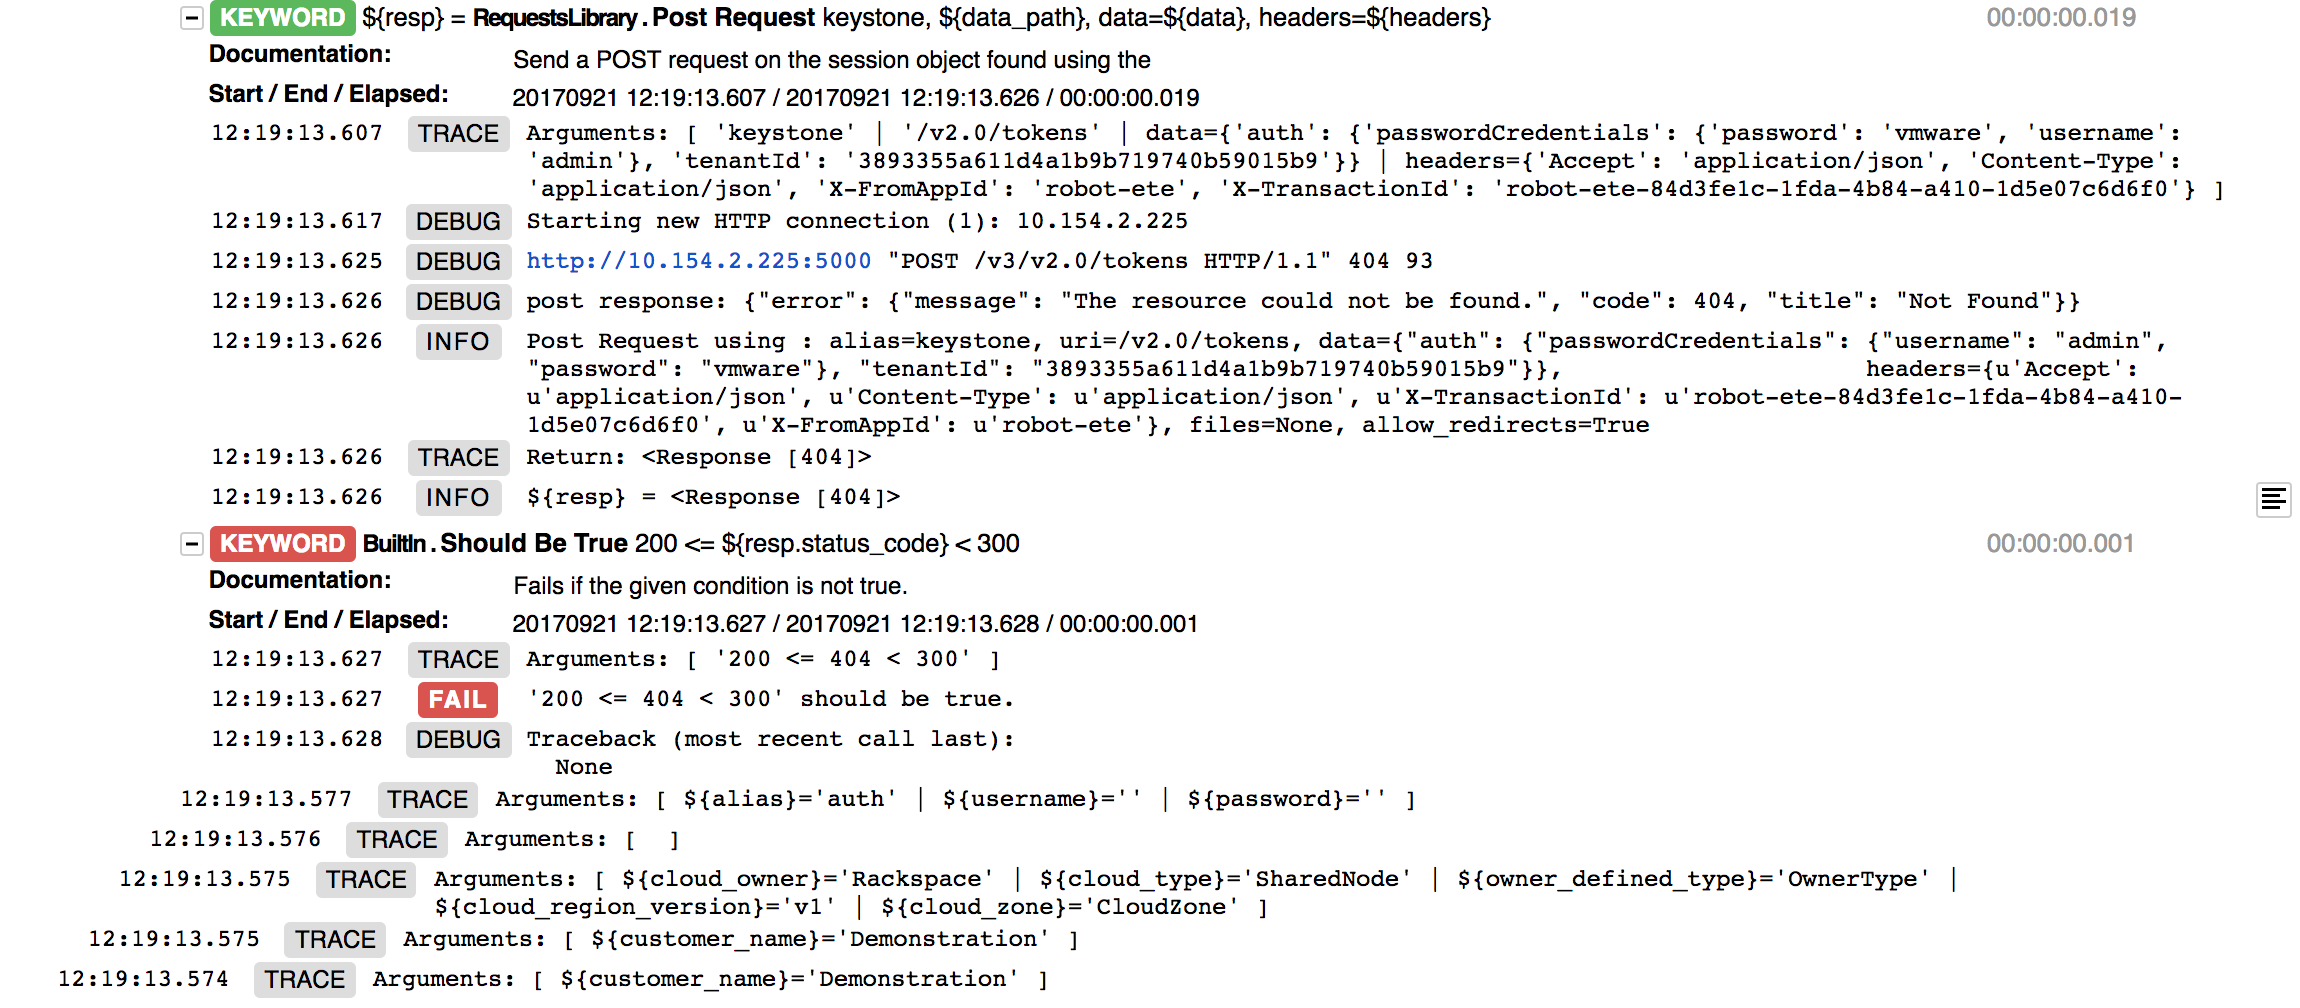 KEYWORD ${resp} = RequestsLibrary . Post Request keystone, ${data_path}, data=${data}, headers=${headers} 00:00:00.019
Documentation: Send a POST request on the session object found using the
Start / End / Elapsed: 20170921 12:19:13.607 / 20170921 12:19:13.626 / 00:00:00.019
12:19:13.607 TRACE Arguments: [ 'keystone' | '/v2.0/tokens' | data={'auth': {'passwordCredentials': {'password': 'vmware', 'username':
'admin'}, 'tenantId': '3893355a611d4a1b9b719740b59015b9'}} | headers={'Accept': 'application/json', 'Content-Type':
'application/json', 'X-FromAppId': 'robot-ete', 'X-TransactionId': 'robot-ete-84d3fe1c-1fda-4b84-a410-1d5e07c6d6f0'} ]
12:19:13.617 DEBUG Starting new HTTP connection (1): 10.154.2.225
12:19:13.625 DEBUG http://10.154.2.225:5000 "POST /v3/v2.0/tokens HTTP/1.1" 404 93
12:19:13.626 DEBUG post response: {"error": {"message": "The resource could not be found.", "code": 404, "title": "Not Found"}}
12:19:13.626 INFO Post Request using : alias=keystone, uri=/v2.0/tokens, data={"auth": {"passwordCredentials": {"username": "admin",
"password": "vmware"}, "tenantId": "3893355a611d4a1b9b719740b59015b9"}}, headers={u'Accept':
u'application/json', u'Content-Type': u'application/json', u'X-TransactionId': u'robot-ete-84d3fe1c-1fda-4b84-a410-
1d5e07c6d6f0', u'X-FromAppId': u'robot-ete'}, files=None, allow_redirects=True
12:19:13.626 TRACE Return: <Response [404]>
12:19:13.626 INFO ${resp} = <Response [404]>
KEYWORD BuiltIn . Should Be True 200 <= ${resp.status_code} < 300 00:00:00.001
Documentation: Fails if the given condition is not true.
Start / End / Elapsed: 20170921 12:19:13.627 / 20170921 12:19:13.628 / 00:00:00.001
12:19:13.627 TRACE Arguments: [ '200 <= 404 < 300' ]
12:19:13.627 FAIL '200 <= 404 < 300' should be true.
12:19:13.628 DEBUG Traceback (most recent call last):
None
12:19:13.577 TRACE Arguments: [ ${alias}='auth' | ${username}='' | ${password}='' ]
12:19:13.576 TRACE Arguments: [ ]
12:19:13.575 TRACE Arguments: [ ${cloud_owner}='Rackspace' | ${cloud_type}='SharedNode' | ${owner_defined_type}='OwnerType' |
${cloud_region_version}='v1' | ${cloud_zone}='CloudZone' ]
12:19:13.575 TRACE Arguments: [ ${customer_name}='Demonstration' ]
12:19:13.574 TRACE Arguments: [ ${customer_name}='Demonstration' ]